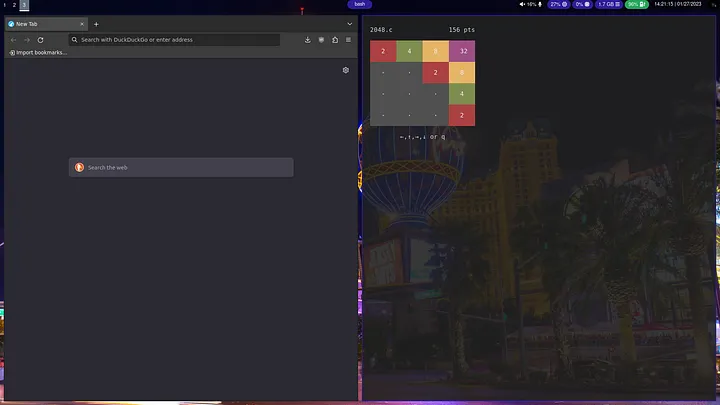 1 2 3
bash
16%
27%
0%
1.7 GB
90%
14:21:15 | 01/27/2023
New Tab
Search with DuckDuckGo or enter address
Import bookmarks...
Search the web
2048.c 156 pts
2 4 8 32
· · 2 8
· · · 4
· · · 2
←,↑,→,↓ or q